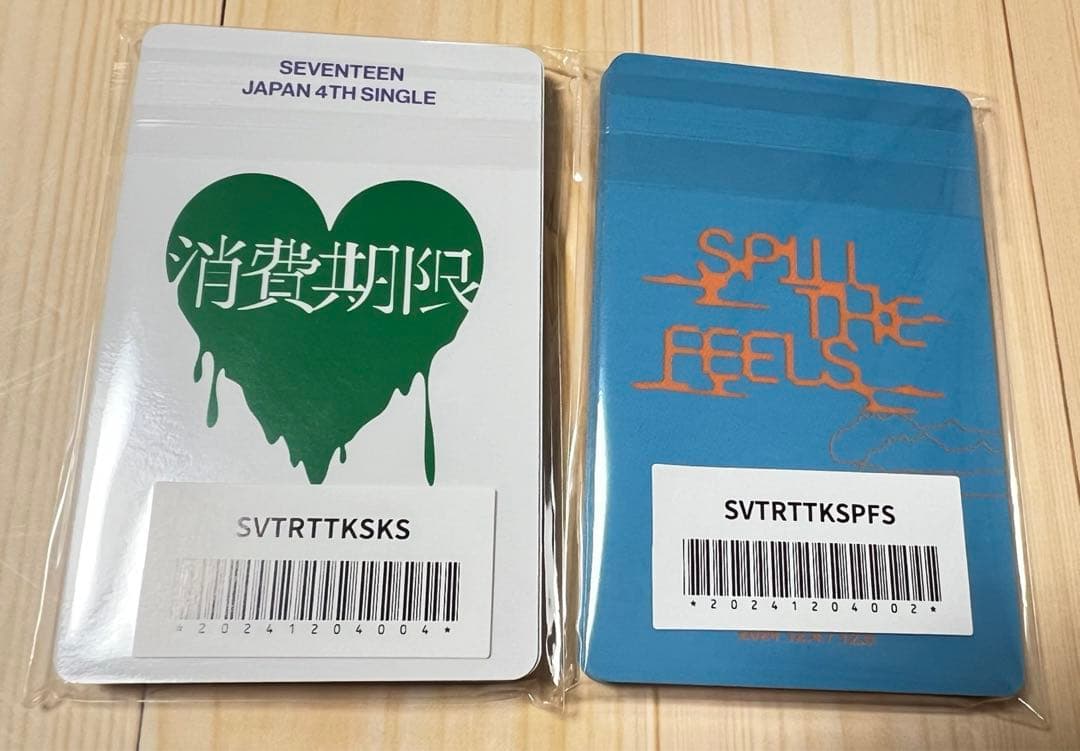 SEVENTEEN
JAPAN 4TH SINGLE
消費期限
SVTRTTKSKS
*20241204004*
SPILL
THE
FEELS
SVTRTTKSPFS
*20241204002*